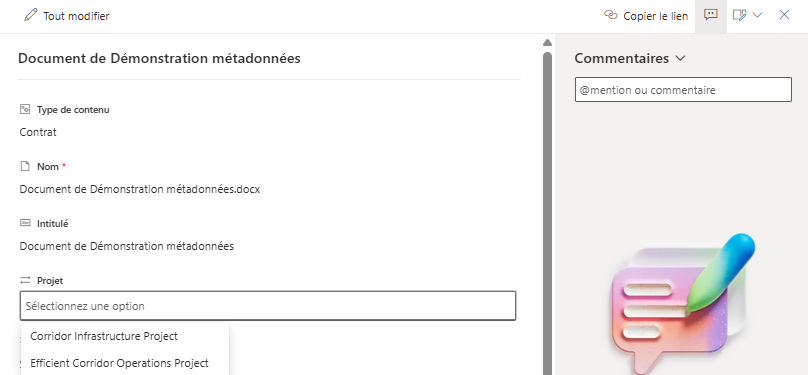 Tout modifier
Copier le lien
Document de Démonstration métadonnées
Type de contenu
Contrat
Nom *
Document de Démonstration métadonnées.docx
Intitulé
Document de Démonstration métadonnées
Projet
Sélectionnez une option
Corridor Infrastructure Project
Efficient Corridor Operations Project
Commentaires
@mention ou commentaire